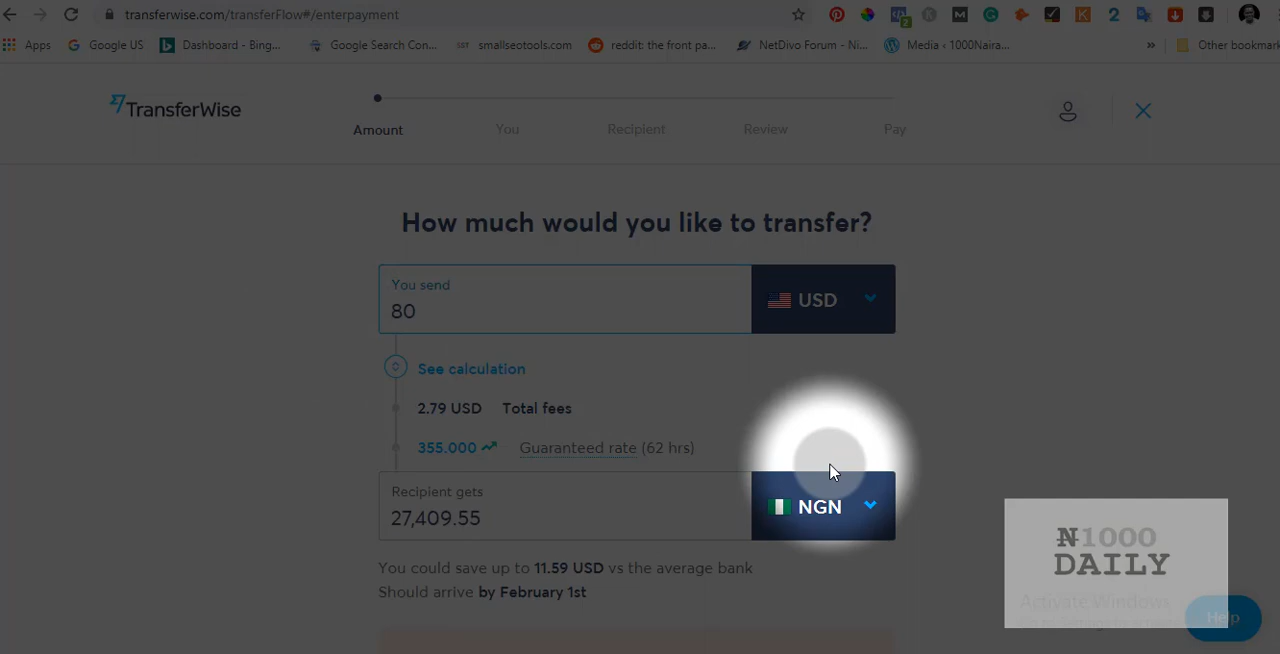 transferwise.com/transferFlow#/enterpayment
Apps
Google US
Dashboard - Bing...
Google Search Con...
SST smallseotools.com
reddit: the front pa...
NetDivo Forum - Ni...
Media ‹ 1000Naira...
»
Other bookmark
TransferWise
Amount
You
Recipient
Review
Pay
How much would you like to transfer?
You send
80
USD
See calculation
2.79 USD Total fees
355.000 Guaranteed rate (62 hrs)
Recipient gets
27,409.55
NGN
You could save up to 11.59 USD vs the average bank
Should arrive by February 1st
₦1000
DAILY
Activate Windows
Help